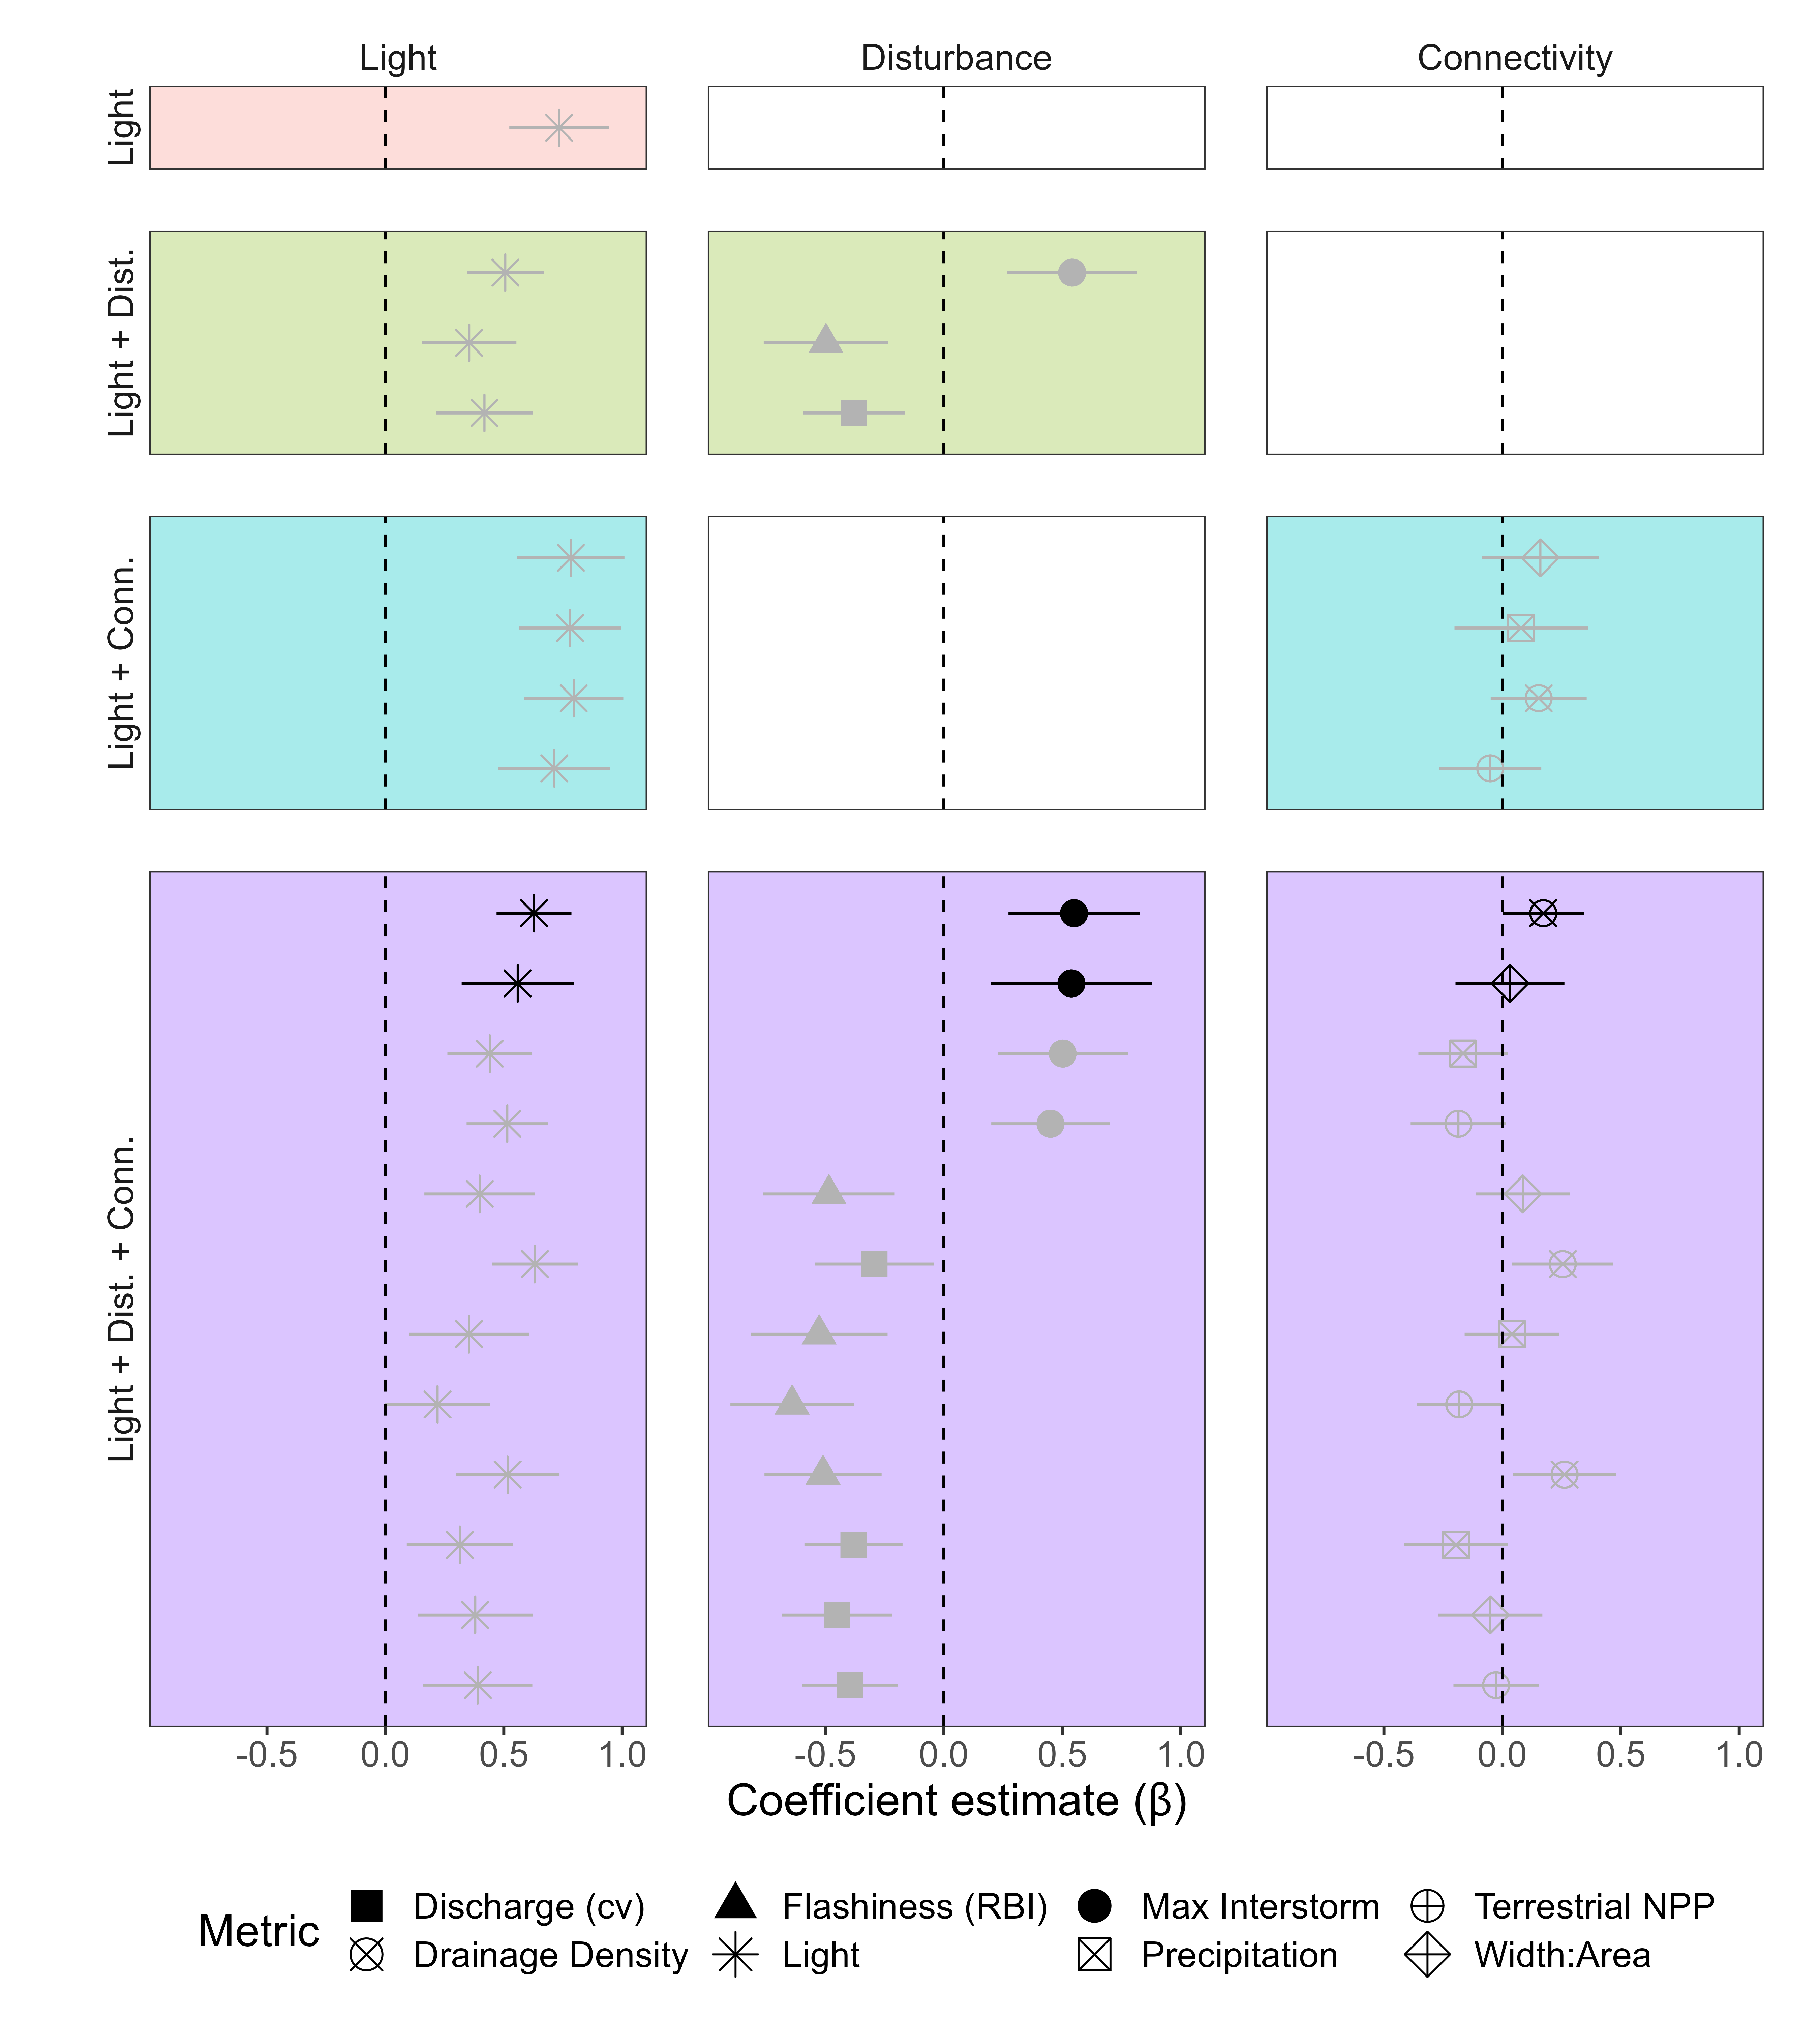 Light Disturbance Connectivity
Light
Light + Dist.
Light + Conn.
Light + Dist. + Conn.
-0.5 0.0 0.5 1.0 -0.5 0.0 0.5 1.0 -0.5 0.0 0.5 1.0
Coefficient estimate (β)
Metric
Discharge (cv) Flashiness (RBI) Max Interstorm Terrestrial NPP
Drainage Density Light Precipitation Width:Area